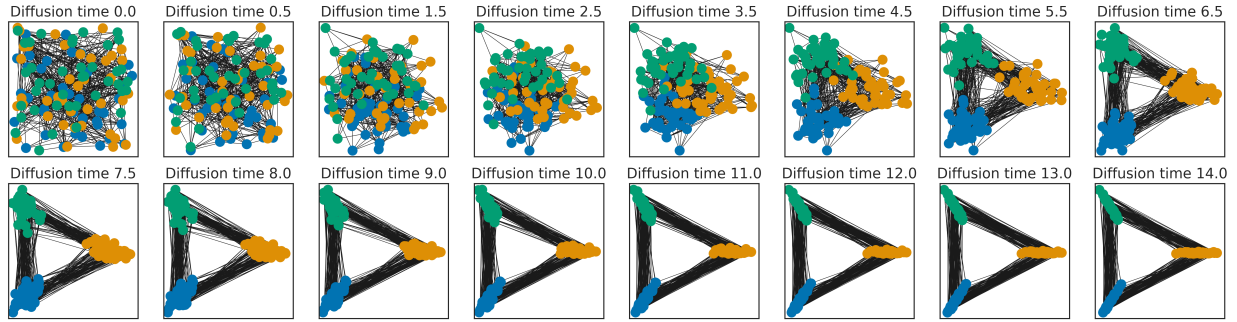 Diffusion time 0.0
Diffusion time 0.5
Diffusion time 1.5
Diffusion time 2.5
Diffusion time 3.5
Diffusion time 4.5
Diffusion time 5.5
Diffusion time 6.5
Diffusion time 7.5
Diffusion time 8.0
Diffusion time 9.0
Diffusion time 10.0
Diffusion time 11.0
Diffusion time 12.0
Diffusion time 13.0
Diffusion time 14.0